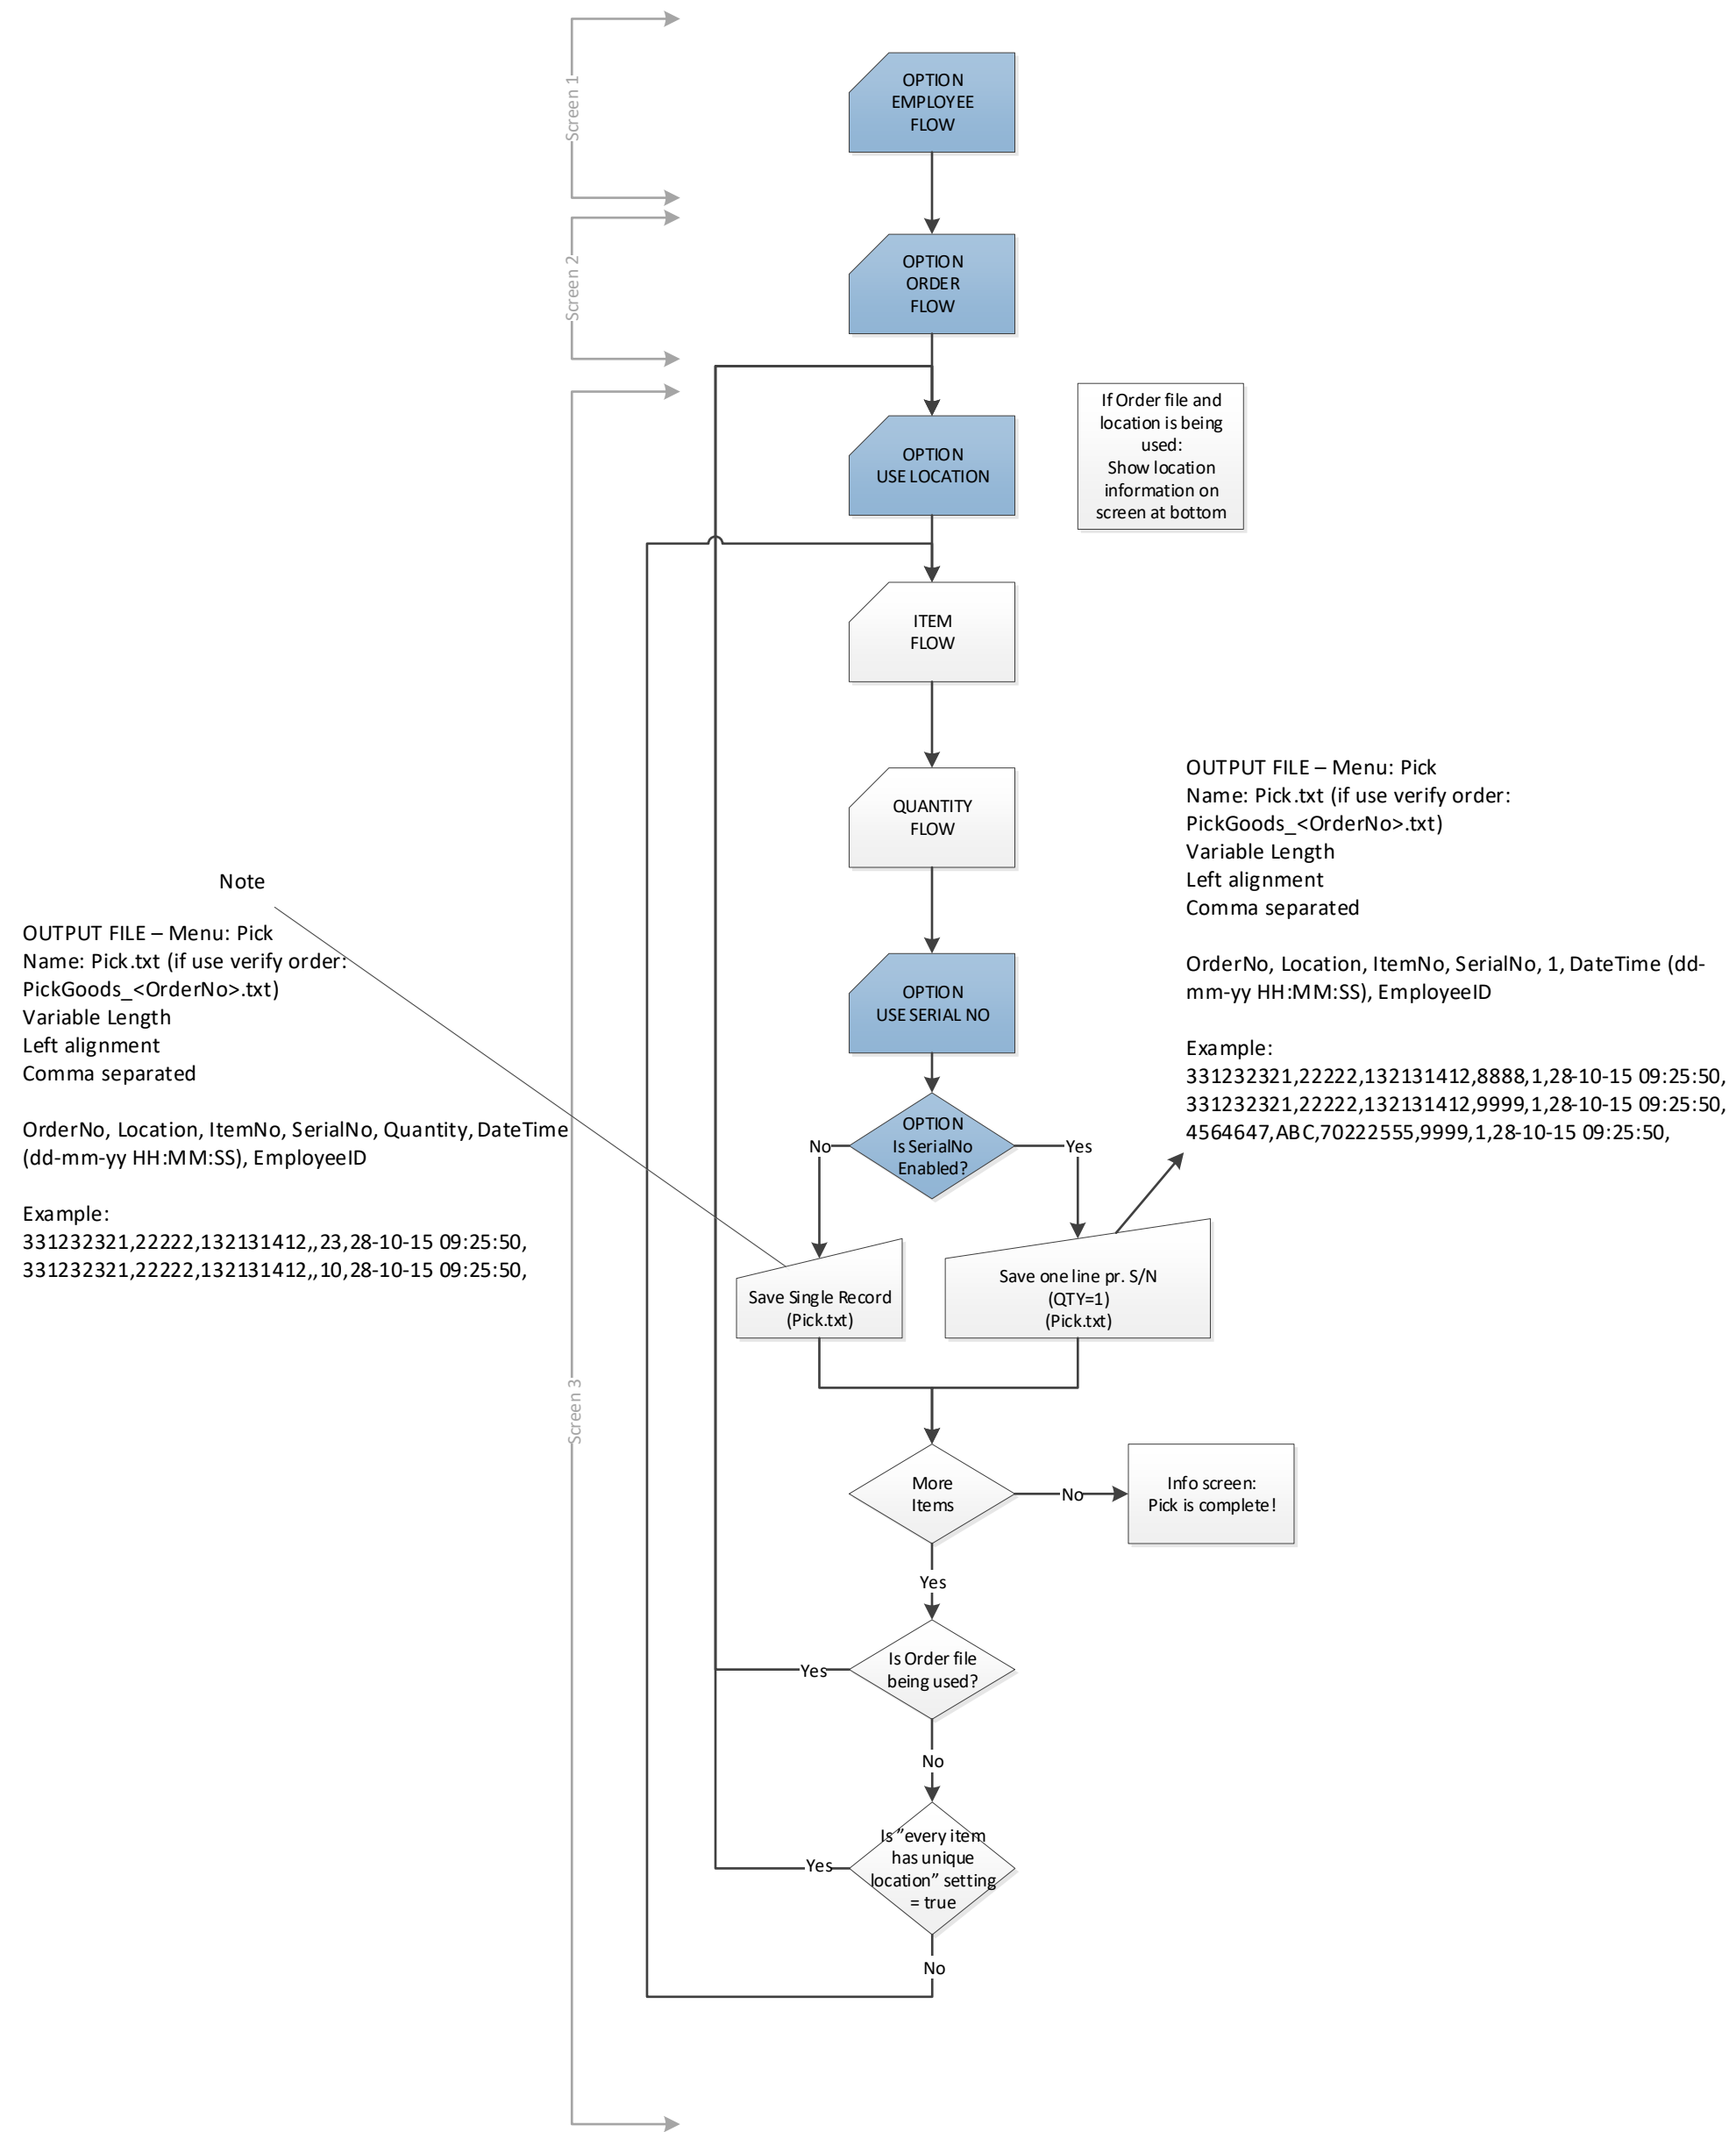 Screen 1
OPTION
EMPLOYEE
FLOW
Screen 2
OPTION
ORDER
FLOW
If Order file and
location is being
used:
Show location
information on
screen at bottom
OPTION
USE LOCATION
ITEM
FLOW
QUANTITY
FLOW
OUTPUT FILE – Menu: Pick
Name: Pick.txt (if use verify order:
PickGoods_<OrderNo>.txt)
Variable Length
Left alignment
Comma separated
OrderNo, Location, ItemNo, SerialNo, 1, DateTime (dd-
mm-yy HH:MM:SS), EmployeeID
Example:
331232321,22222,132131412,8888,1,28-10-15 09:25:50,
331232321,22222,132131412,9999,1,28-10-15 09:25:50,
4564647,ABC,70222555,9999,1,28-10-15 09:25:50,
Note
OUTPUT FILE – Menu: Pick
Name: Pick.txt (if use verify order:
PickGoods_<OrderNo>.txt)
Variable Length
Left alignment
Comma separated
OrderNo, Location, ItemNo, SerialNo, Quantity, DateTime
(dd-mm-yy HH:MM:SS), EmployeeID
Example:
331232321,22222,132131412,,23,28-10-15 09:25:50,
331232321,22222,132131412,,10,28-10-15 09:25:50,
OPTION
USE SERIAL NO
OPTION
Is SerialNo
Enabled?
No
Yes
Save Single Record
(Pick.txt)
Save one line pr. S/N
(QTY=1)
(Pick.txt)
Screen 3
More
Items
No
Info screen:
Pick is complete!
Yes
Is Order file
being used?
Yes
No
Is ”every item
has unique
location” setting
= true
Yes
No